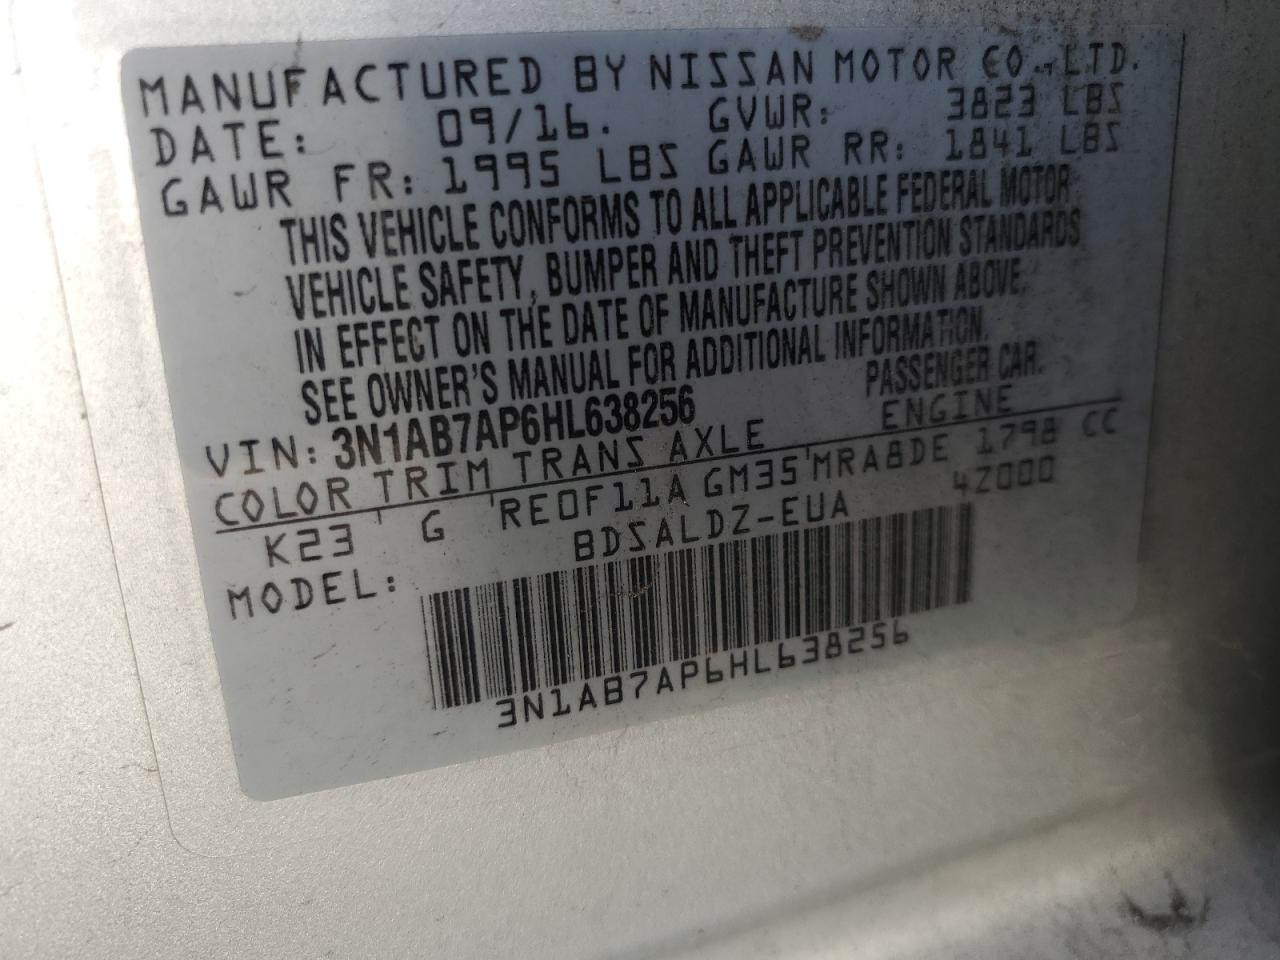 MANUFACTURED BY NISSAN MOTOR CO., LTD.
DATE: 09/16. GVWR: 3823 LBS
GAWR FR: 1995 LBS GAWR RR: 1841 LBS
THIS VEHICLE CONFORMS TO ALL APPLICABLE FEDERAL MOTOR
VEHICLE SAFETY, BUMPER AND THEFT PREVENTION STANDARDS
IN EFFECT ON THE DATE OF MANUFACTURE SHOWN ABOVE.
SEE OWNER'S MANUAL FOR ADDITIONAL INFORMATION.
VIN: 3N1AB7AP6HL638256 PASSENGER CAR.
COLOR TRIM TRANS AXLE ENGINE
K23 G RE0F11A GM35 MRA8DE 1798 CC
MODEL: BDSALDZ-EUA 4Z000
3N1AB7AP6HL638256